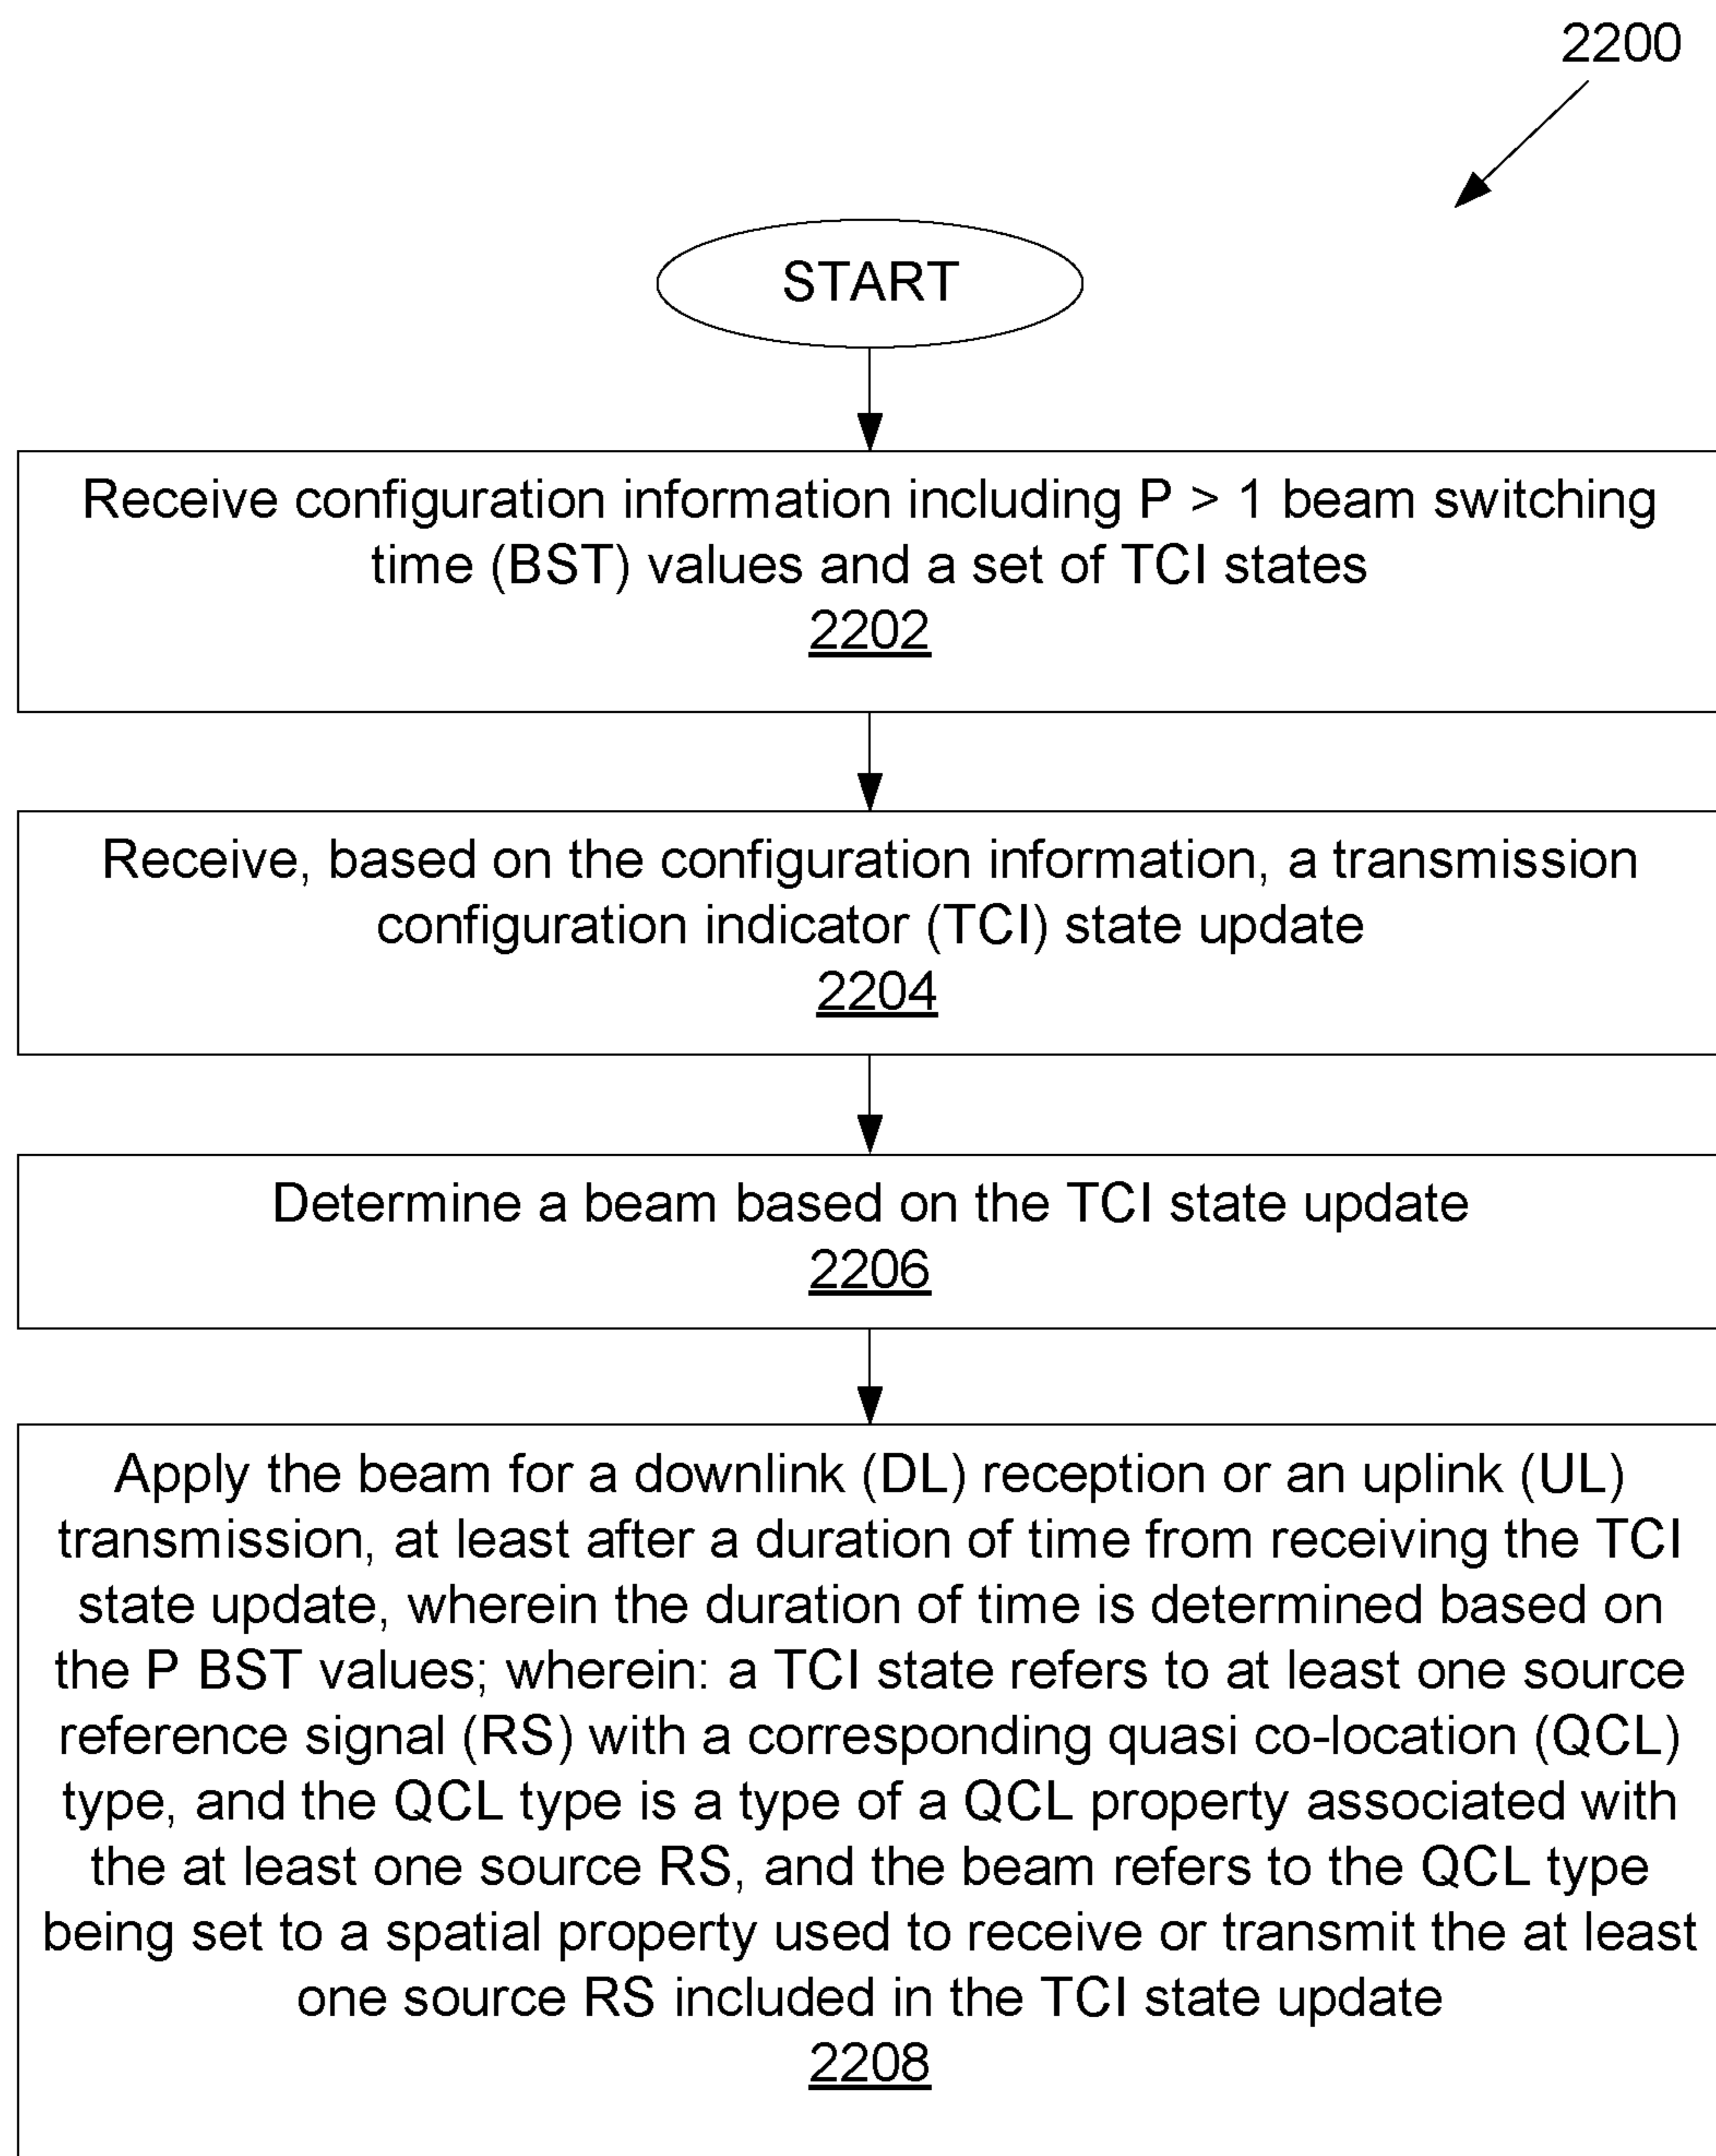 2200
START
Receive configuration information including P > 1 beam switching
time (BST) values and a set of TCI states
2202
Receive, based on the configuration information, a transmission
configuration indicator (TCI) state update
2204
Determine a beam based on the TCI state update
2206
Apply the beam for a downlink (DL) reception or an uplink (UL)
transmission, at least after a duration of time from receiving the TCI
state update, wherein the duration of time is determined based on
the P BST values; wherein: a TCI state refers to at least one source
reference signal (RS) with a corresponding quasi co-location (QCL)
type, and the QCL type is a type of a QCL property associated with
the at least one source RS, and the beam refers to the QCL type
being set to a spatial property used to receive or transmit the at least
one source RS included in the TCI state update
2208